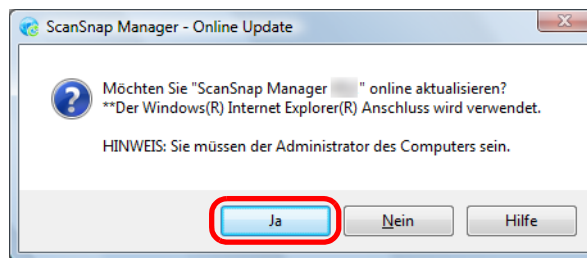 ScanSnap Manager - Online Update
Möchten Sie "ScanSnap Manager " online aktualisieren?
**Der Windows(R) Internet Explorer(R) Anschluss wird verwendet.
HINWEIS: Sie müssen der Administrator des Computers sein.
Ja Nein Hilfe